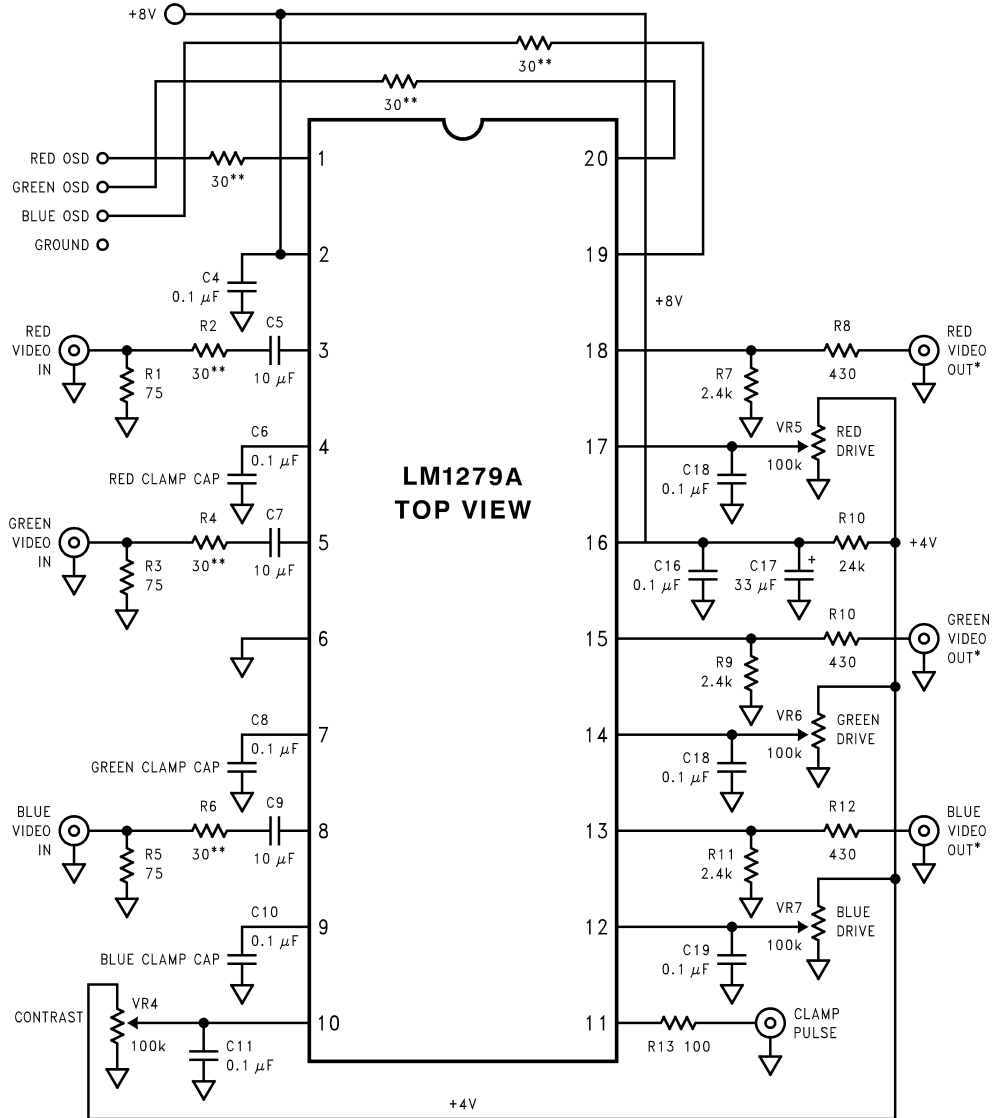 +8V
30**
30**
RED OSD
30**
GREEN OSD
BLUE OSD
GROUND
1
20
2
19
C4
0.1 µF
+8V
RED
VIDEO
IN
R1
75
R2
30**
C5
10 µF
3
18
R7
2.4k
R8
430
RED
VIDEO
OUT*
C6
0.1 µF
RED CLAMP CAP
4
LM1279A
TOP VIEW
17
C18
0.1 µF
VR5
100k
RED
DRIVE
GREEN
VIDEO
IN
R3
75
R4
30**
C7
10 µF
5
16
C16
0.1 µF
C17
33 µF
+
R10
24k
+4V
6
15
R9
2.4k
R10
430
GREEN
VIDEO
OUT*
C8
0.1 µF
GREEN CLAMP CAP
7
14
C18
0.1 µF
VR6
100k
GREEN
DRIVE
BLUE
VIDEO
IN
R5
75
R6
30**
C9
10 µF
8
13
R11
2.4k
R12
430
BLUE
VIDEO
OUT*
C10
0.1 µF
BLUE CLAMP CAP
9
12
C19
0.1 µF
VR7
100k
BLUE
DRIVE
CONTRAST
VR4
100k
C11
0.1 µF
10
11
R13 100
CLAMP
PULSE
+4V